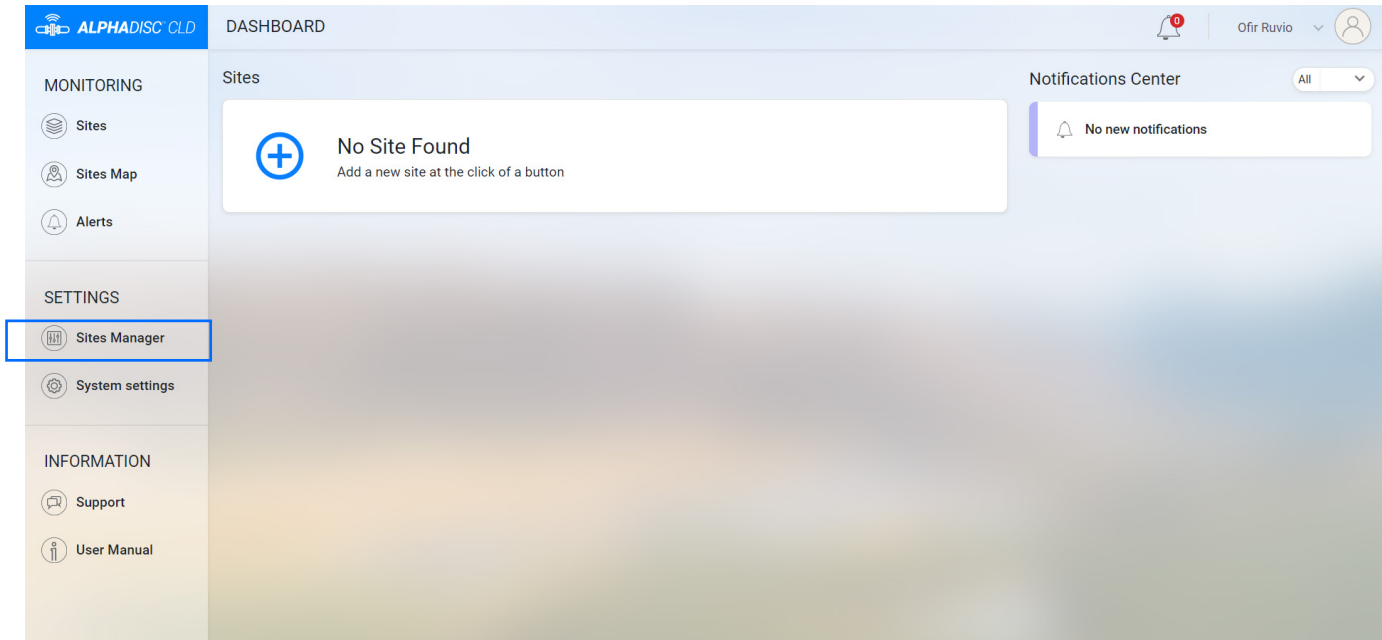 ALPHADISC™ CLD
DASHBOARD
0
Ofir Ruvio
MONITORING
Sites
Sites Map
Alerts
SETTINGS
Sites Manager
System settings
INFORMATION
Support
User Manual
Sites
No Site Found
Add a new site at the click of a button
Notifications Center
All
No new notifications